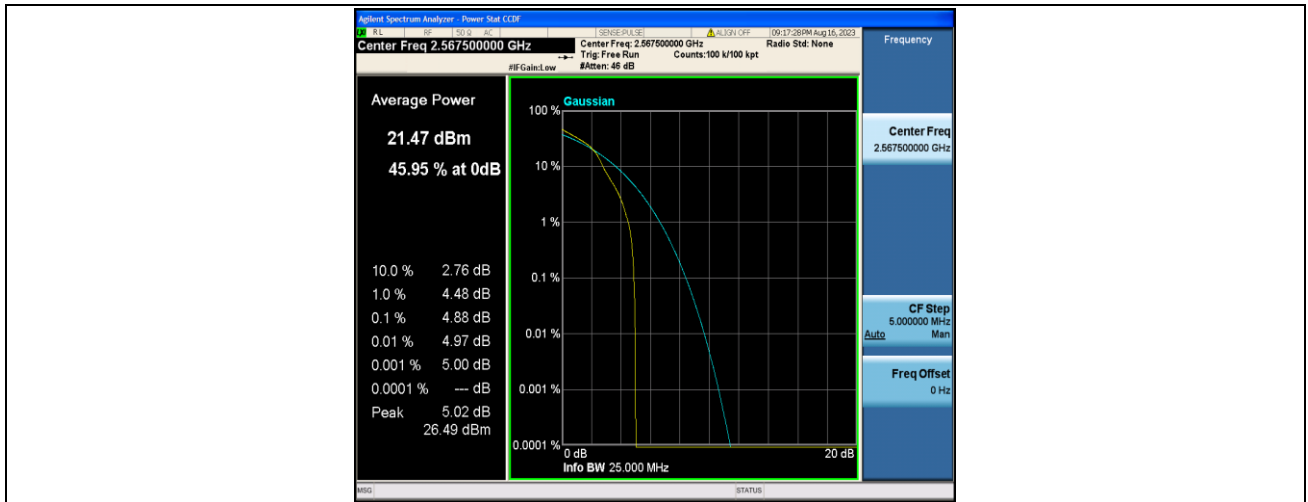 Agilent Spectrum Analyzer - Power Stat CCDF
RL RF 50 Ω AC SENSE:PULSE ALIGN OFF 09:17:28PM Aug 16, 2023
Center Freq 2.567500000 GHz
Center Freq: 2.567500000 GHz Radio Std: None
Trig: Free Run Counts:100 k/100 kpt
#IFGain:Low #Atten: 46 dB
Average Power
21.47 dBm
45.95 % at 0dB
10.0 % 2.76 dB
1.0 % 4.48 dB
0.1 % 4.88 dB
0.01 % 4.97 dB
0.001 % 5.00 dB
0.0001 % --- dB
Peak 5.02 dB
26.49 dBm
Gaussian
100 %
10 %
1 %
0.1 %
0.01 %
0.001 %
0.0001 %
0 dB 20 dB
Info BW 25.000 MHz
Frequency
Center Freq
2.567500000 GHz
CF Step
5.000000 MHz
Auto Man
Freq Offset
0 Hz
MSG STATUS